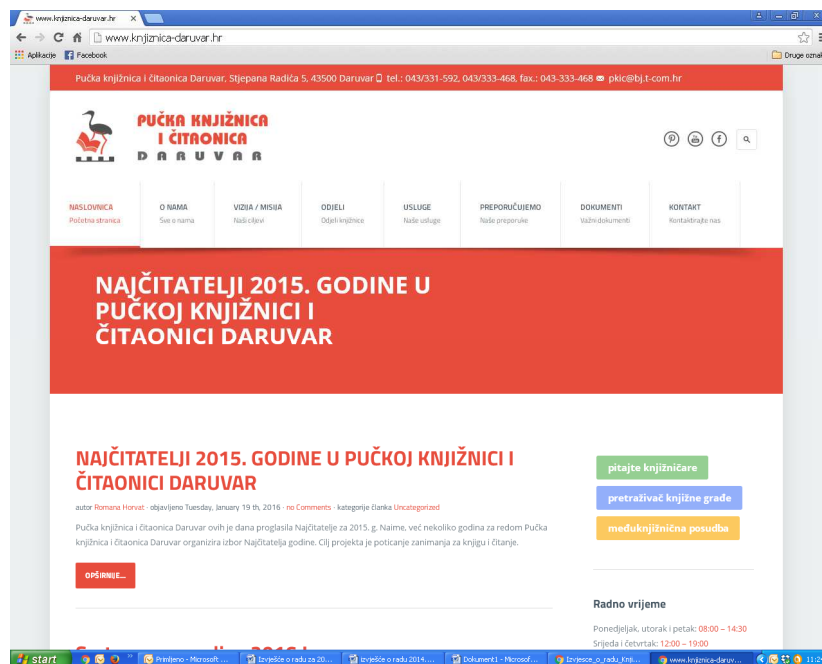 www.knjiznica-daruvar.hr
www.knjiznica-daruvar.hr
Aplikacije Facebook Druge oznak
Pučka knjižnica i čitaonica Daruvar, Stjepana Radića 5, 43500 Daruvar tel.: 043/331-592, 043/333-468, fax.: 043-333-468 pkic@bj.t-com.hr
PUČKA KNJIŽNICA
I ČITAONICA
DARUVAR
NASLOVNICA O NAMA VIZIJA / MISIJA ODJELI USLUGE PREPORUČUJEMO DOKUMENTI KONTAKT
Početna stranica Sve o nama Naši ciljevi Odjeli knjižnice Naše usluge Naše preporuke Važni dokumenti Kontaktirajte nas
NAJČITATELJI 2015. GODINE U
PUČKOJ KNJIŽNICI I
ČITAONICI DARUVAR
NAJČITATELJI 2015. GODINE U PUČKOJ KNJIŽNICI I
ČITAONICI DARUVAR
autor Romana Horvat · objavljeno Tuesday, January 19 th, 2016 · no Comments · kategorije članka Uncategorized
Pučka knjižnica i čitaonica Daruvar ovih je dana proglasila Najčitatelje za 2015. g. Naime, već nekoliko godina za redom Pučka
knjižnica i čitaonica Daruvar organizira izbor Najčitatelja godine. Cilj projekta je poticanje zanimanja za knjigu i čitanje.
OPŠIRNIJE...
pitajte knjižničare
pretraživač knjižne građe
međuknjižnična posudba
Radno vrijeme
Ponedjeljak, utorak i petak: 08:00 – 14:30
Srijeda i četvrtak: 12:00 – 19:00
start Primljeno - Microsoft ... Izvješće o radu za 20... izvješće o radu 2014.... Dokument1 - Microsof... Izvjesce_o_radu_Knji... www.knjiznica-daruv...